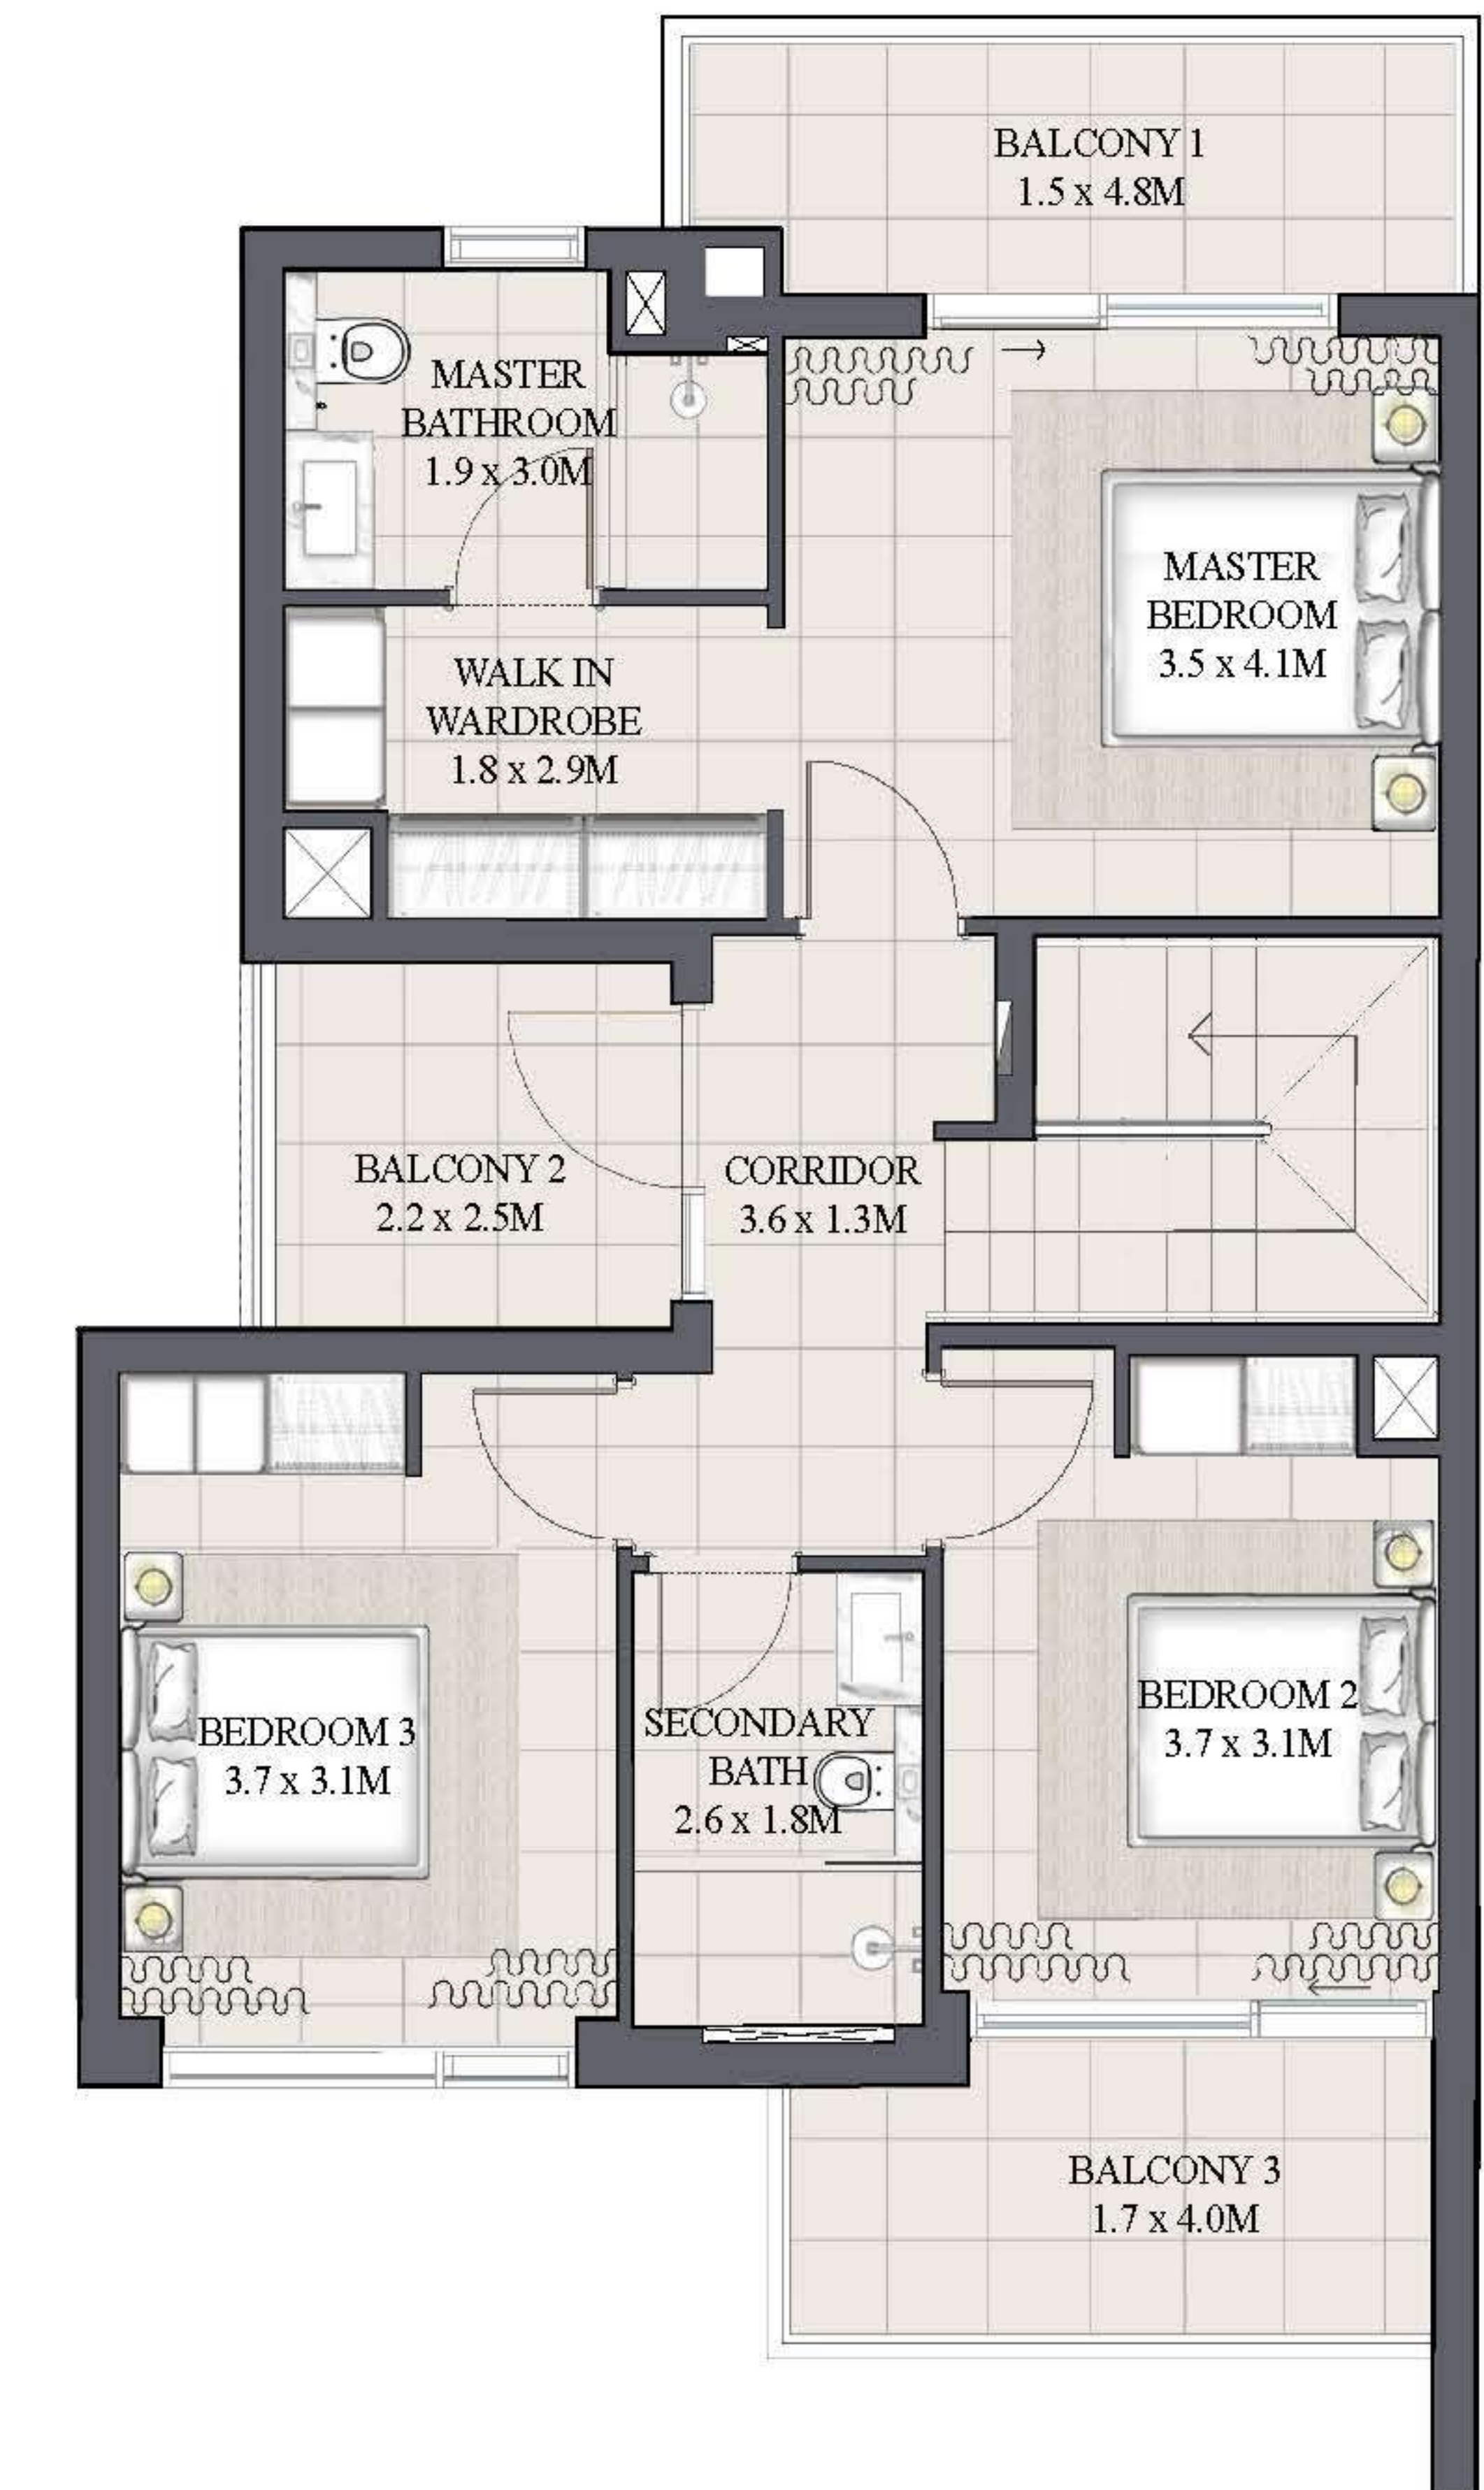 BALCONY 1
1.5 x 4.8M
MASTER
BATHROOM
1.9 x 3.0M
MASTER
BEDROOM
3.5 x 4.1M
WALK IN
WARDROBE
1.8 x 2.9M
BALCONY 2
2.2 x 2.5M
CORRIDOR
3.6 x 1.3M
BEDROOM 3
3.7 x 3.1M
SECONDARY
BATH
2.6 x 1.8M
BEDROOM 2
3.7 x 3.1M
BALCONY 3
1.7 x 4.0M